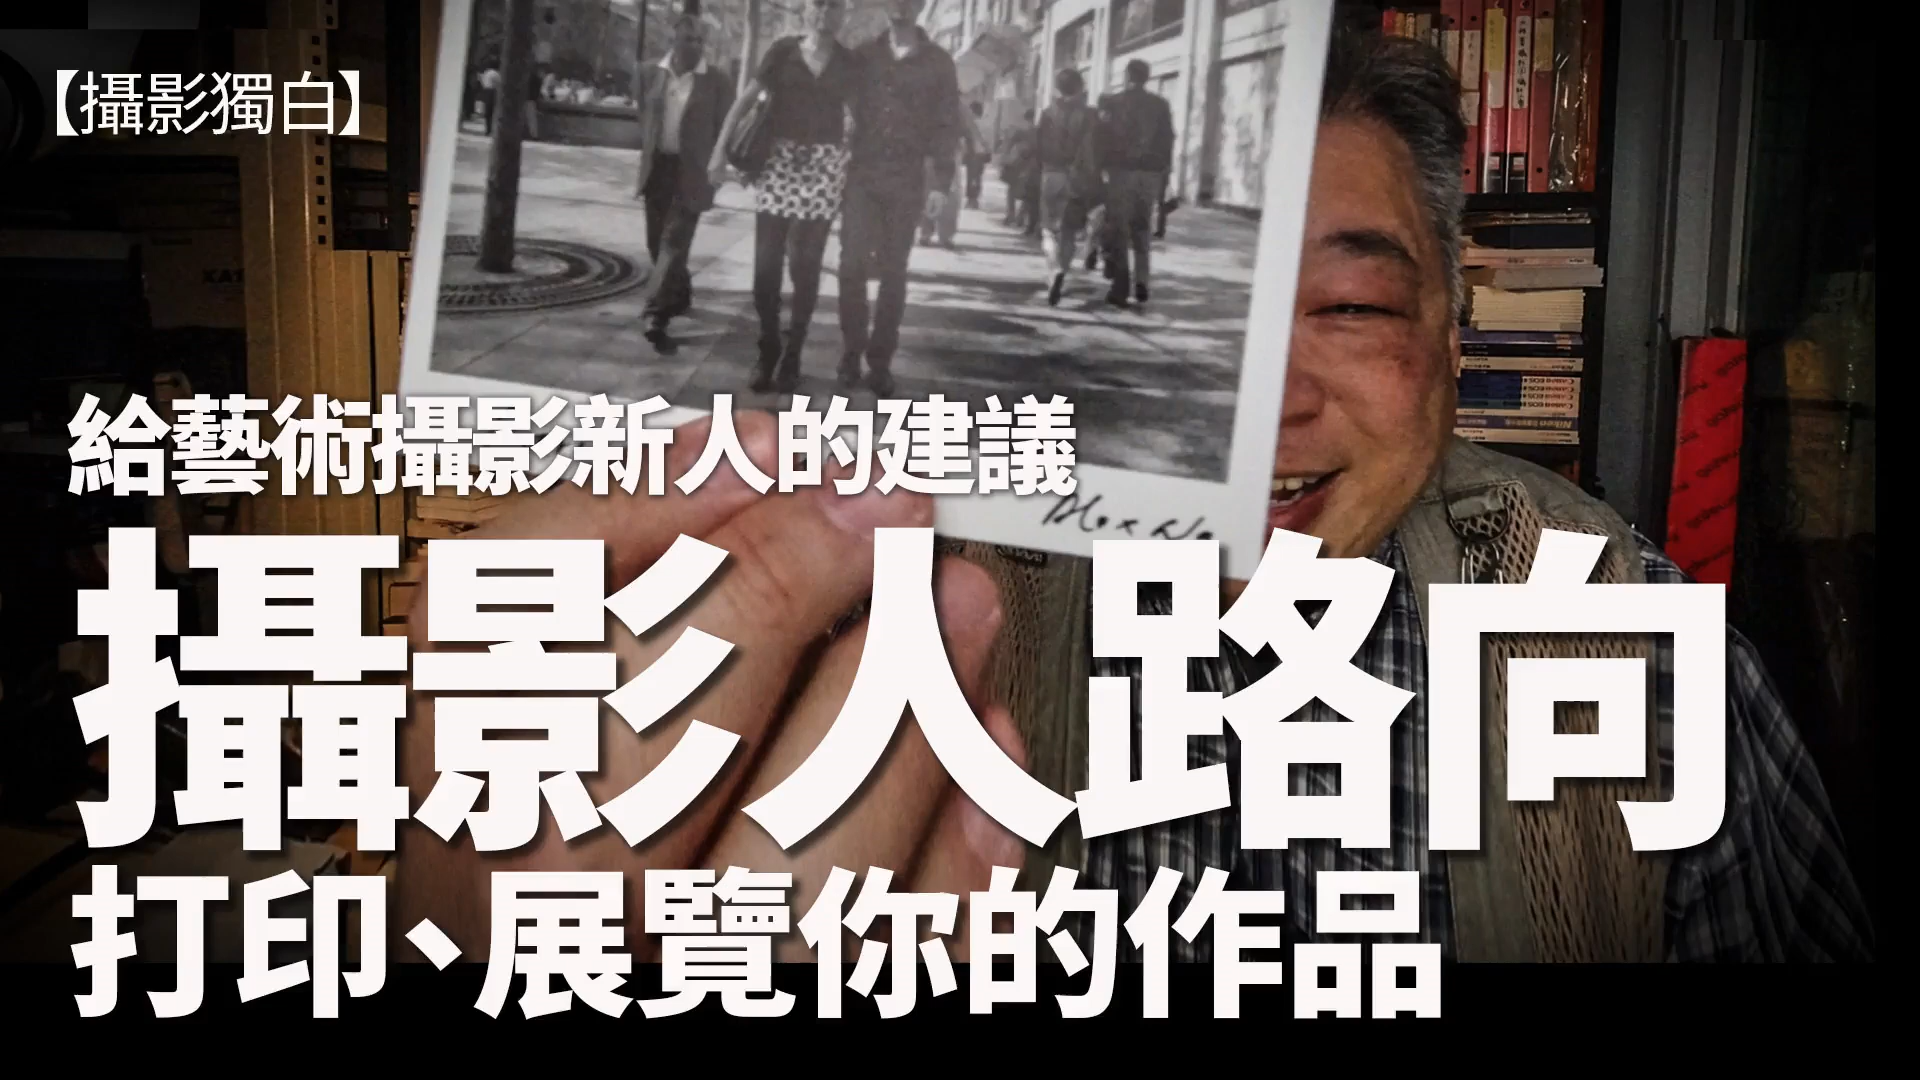 【攝影獨白】
給藝術攝影新人的建議
攝影人路向
打印、展覽你的作品